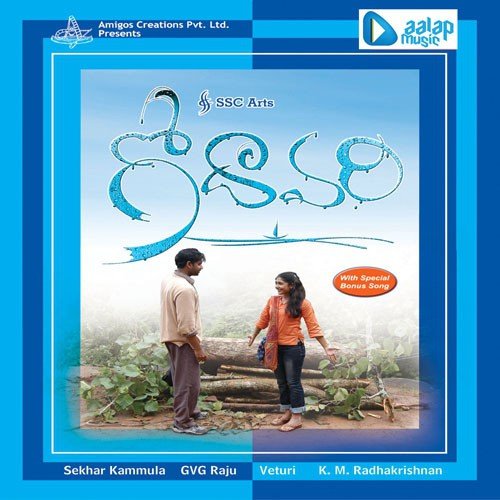 Amigos Creations Pvt. Ltd.
Presents
aalap
music
SSC Arts
గోదావరి
With Special
Bonus Song
Sekhar Kammula GVG Raju Veturi K. M. Radhakrishnan